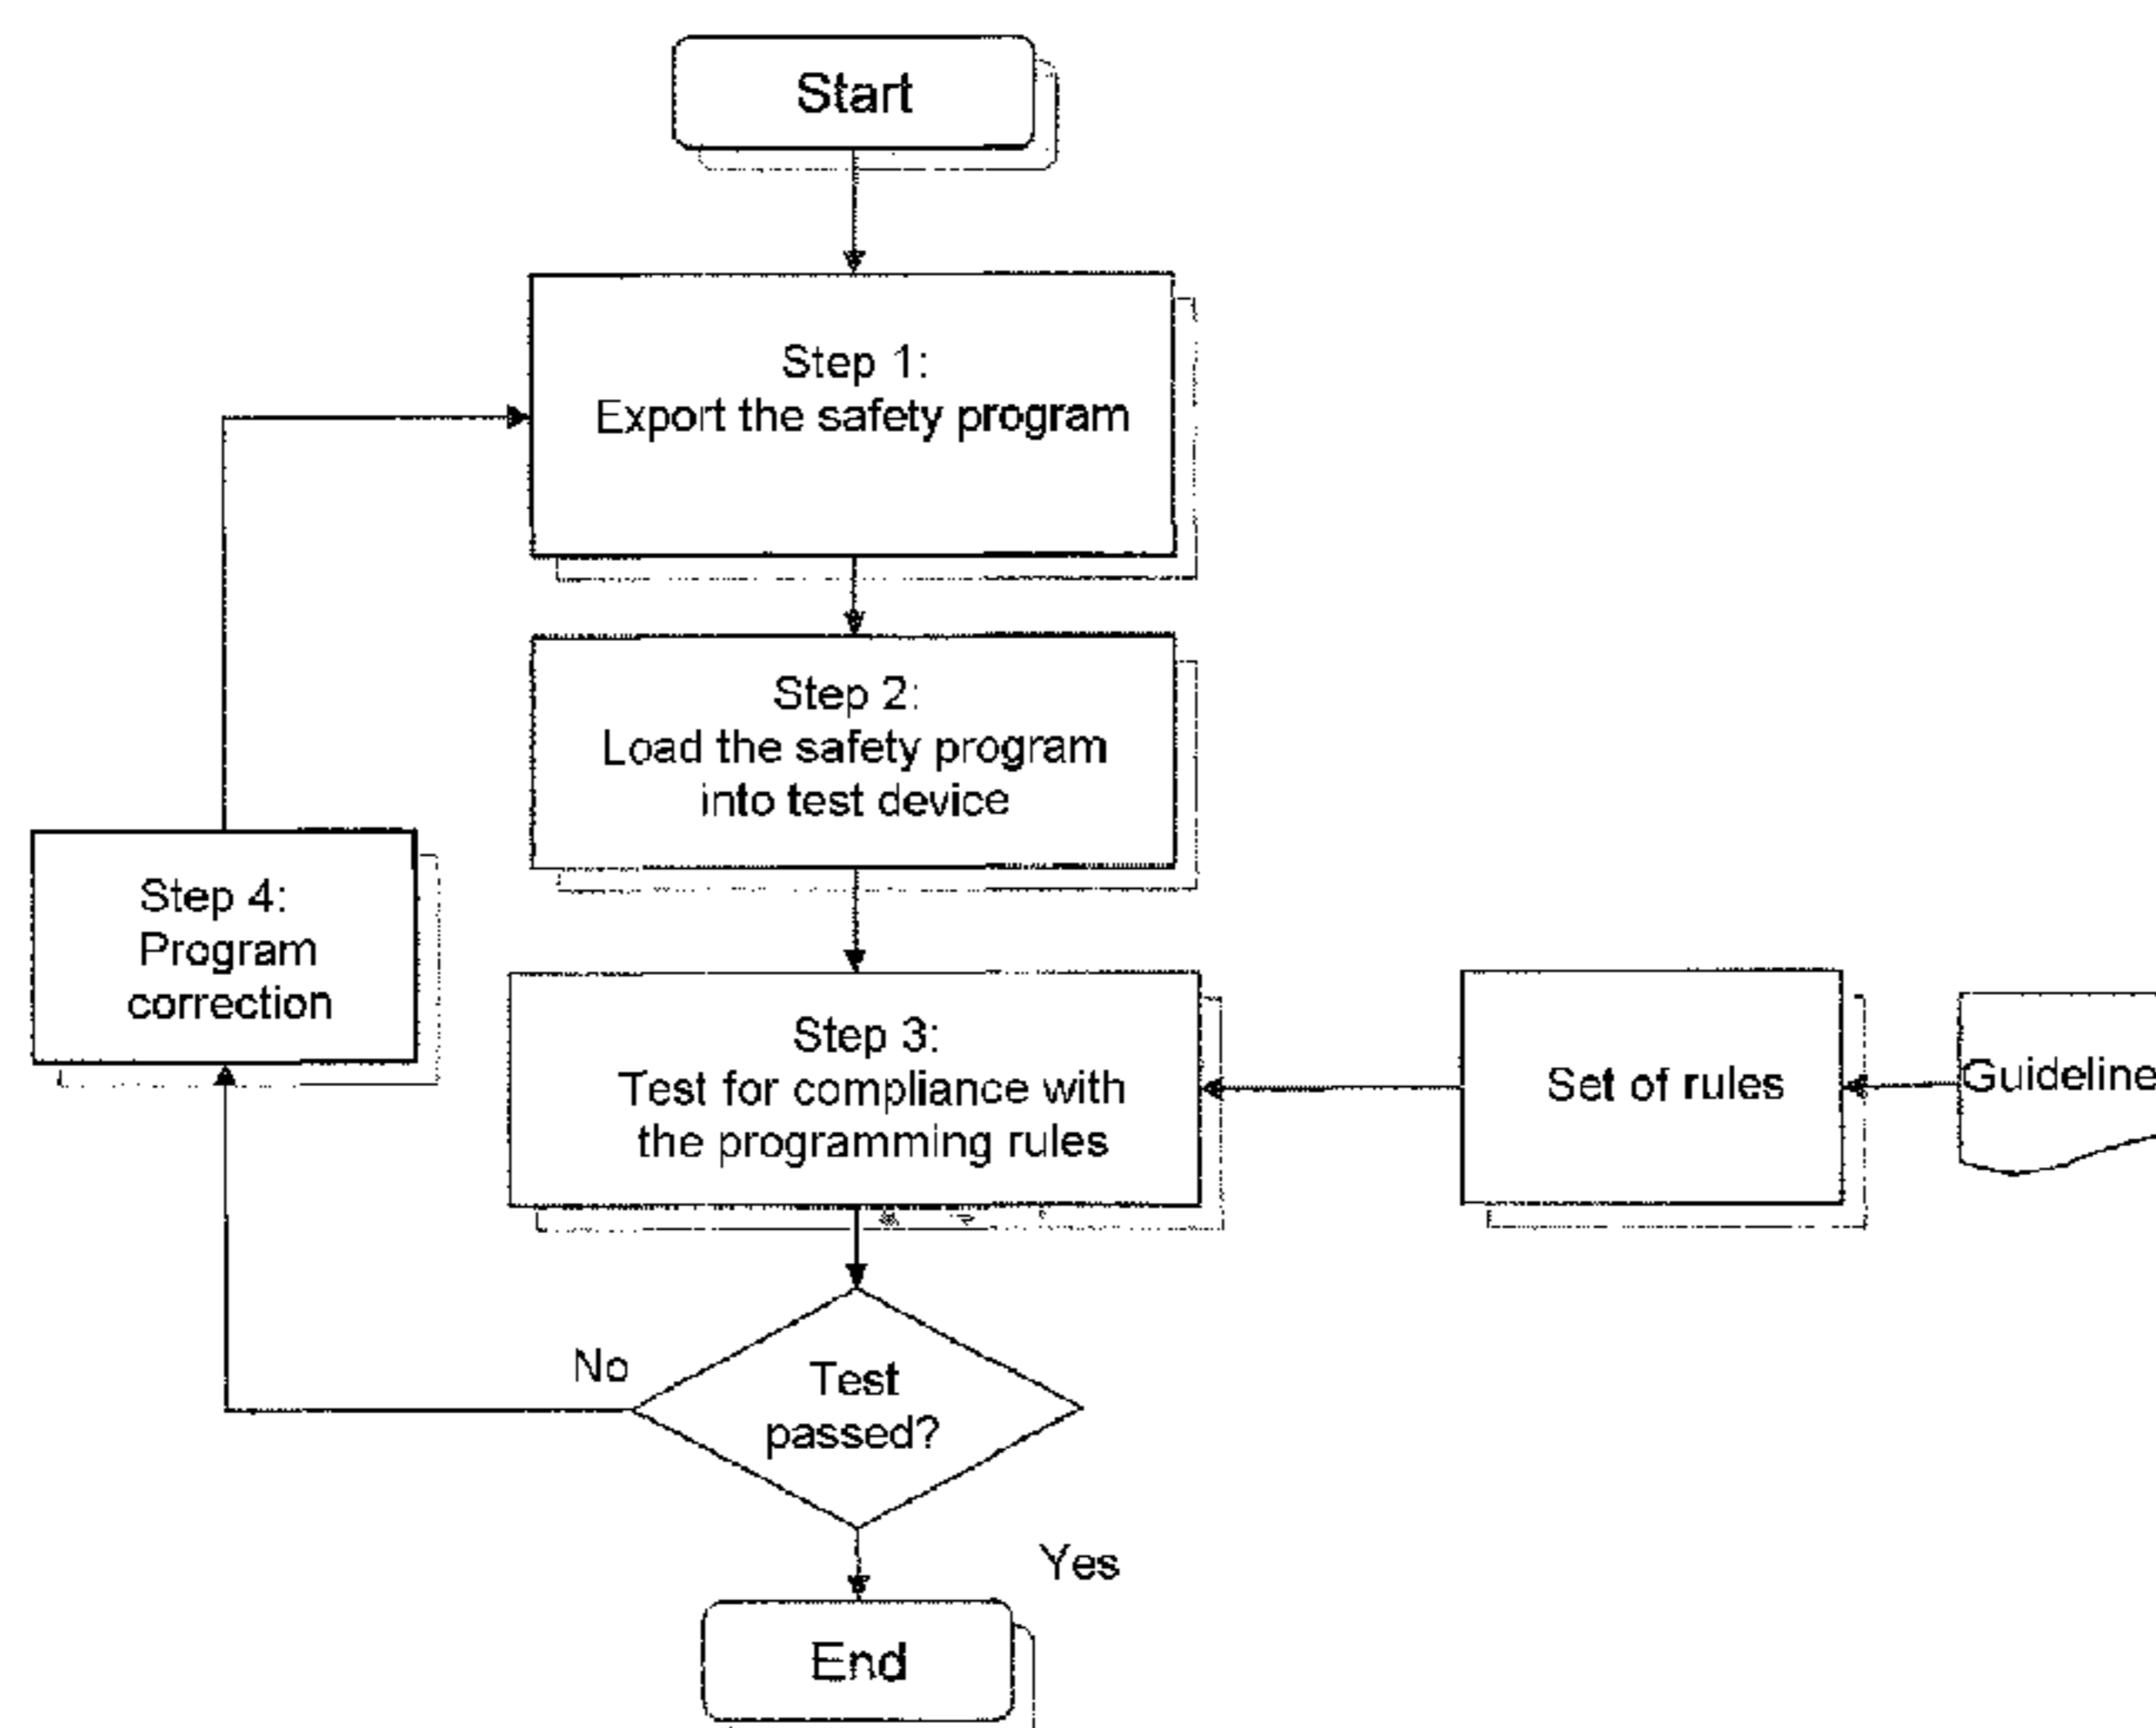 Start
Step 1:
Export the safety program
Step 2:
Load the safety program
into test device
Step 4:
Program
correction
Step 3:
Test for compliance with
the programming rules
Set of rules
Guideline
No
Test
passed?
Yes
End